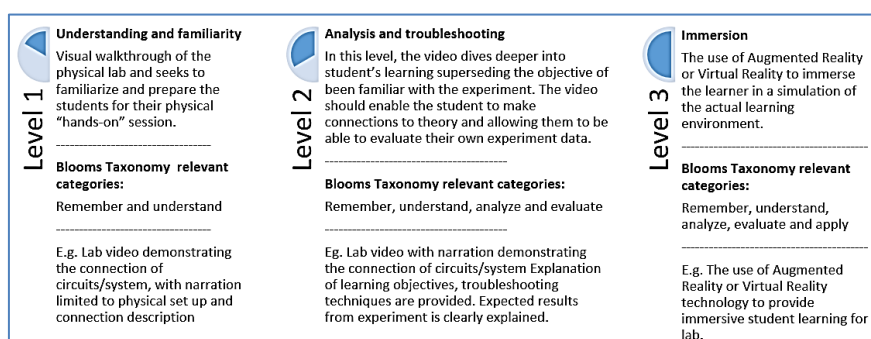 Level 1
Understanding and familiarity
Visual walkthrough of the
physical lab and seeks to
familiarize and prepare the
students for their physical
“hands-on” session.
----------------------------------
Blooms Taxonomy relevant
categories:
Remember and understand
----------------------------------
E.g. Lab video demonstrating
the connection of
circuits/system, with narration
limited to physical set up and
connection description
Level 2
Analysis and troubleshooting
In this level, the video dives deeper into
student’s learning superseding the objective of
been familiar with the experiment. The video
should enable the student to make
connections to theory and allowing them to be
able to evaluate their own experiment data.
----------------------------------------
Blooms Taxonomy relevant categories:
Remember, understand, analyze and evaluate
----------------------------------------
Eg. Lab video with narration demonstrating
the connection of circuits/system Explanation
of learning objectives, troubleshooting
techniques are provided. Expected results
from experiment is clearly explained.
Level 3
Immersion
The use of Augmented Reality
or Virtual Reality to immerse
the learner in a simulation of
the actual learning
environment.
----------------------------------------
Blooms Taxonomy relevant
categories:
Remember, understand,
analyze, evaluate and apply
----------------------------------------
E.g. The use of Augmented
Reality or Virtual Reality
technology to provide
immersive student learning for
lab.